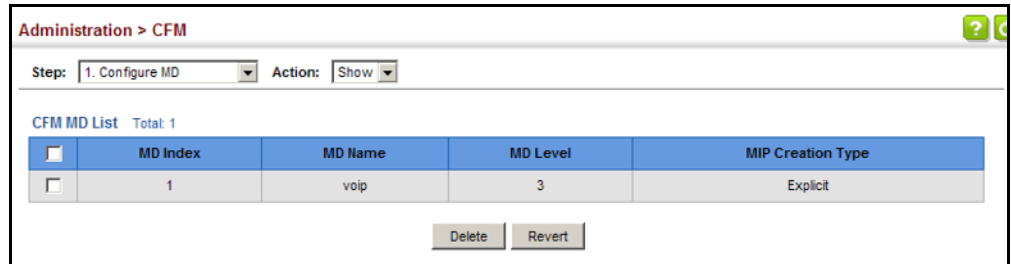 Administration > CFM
?
Step: 1. Configure MD Action: Show
CFM MD List Total: 1
MD Index MD Name MD Level MIP Creation Type
1 voip 3 Explicit
Delete Revert